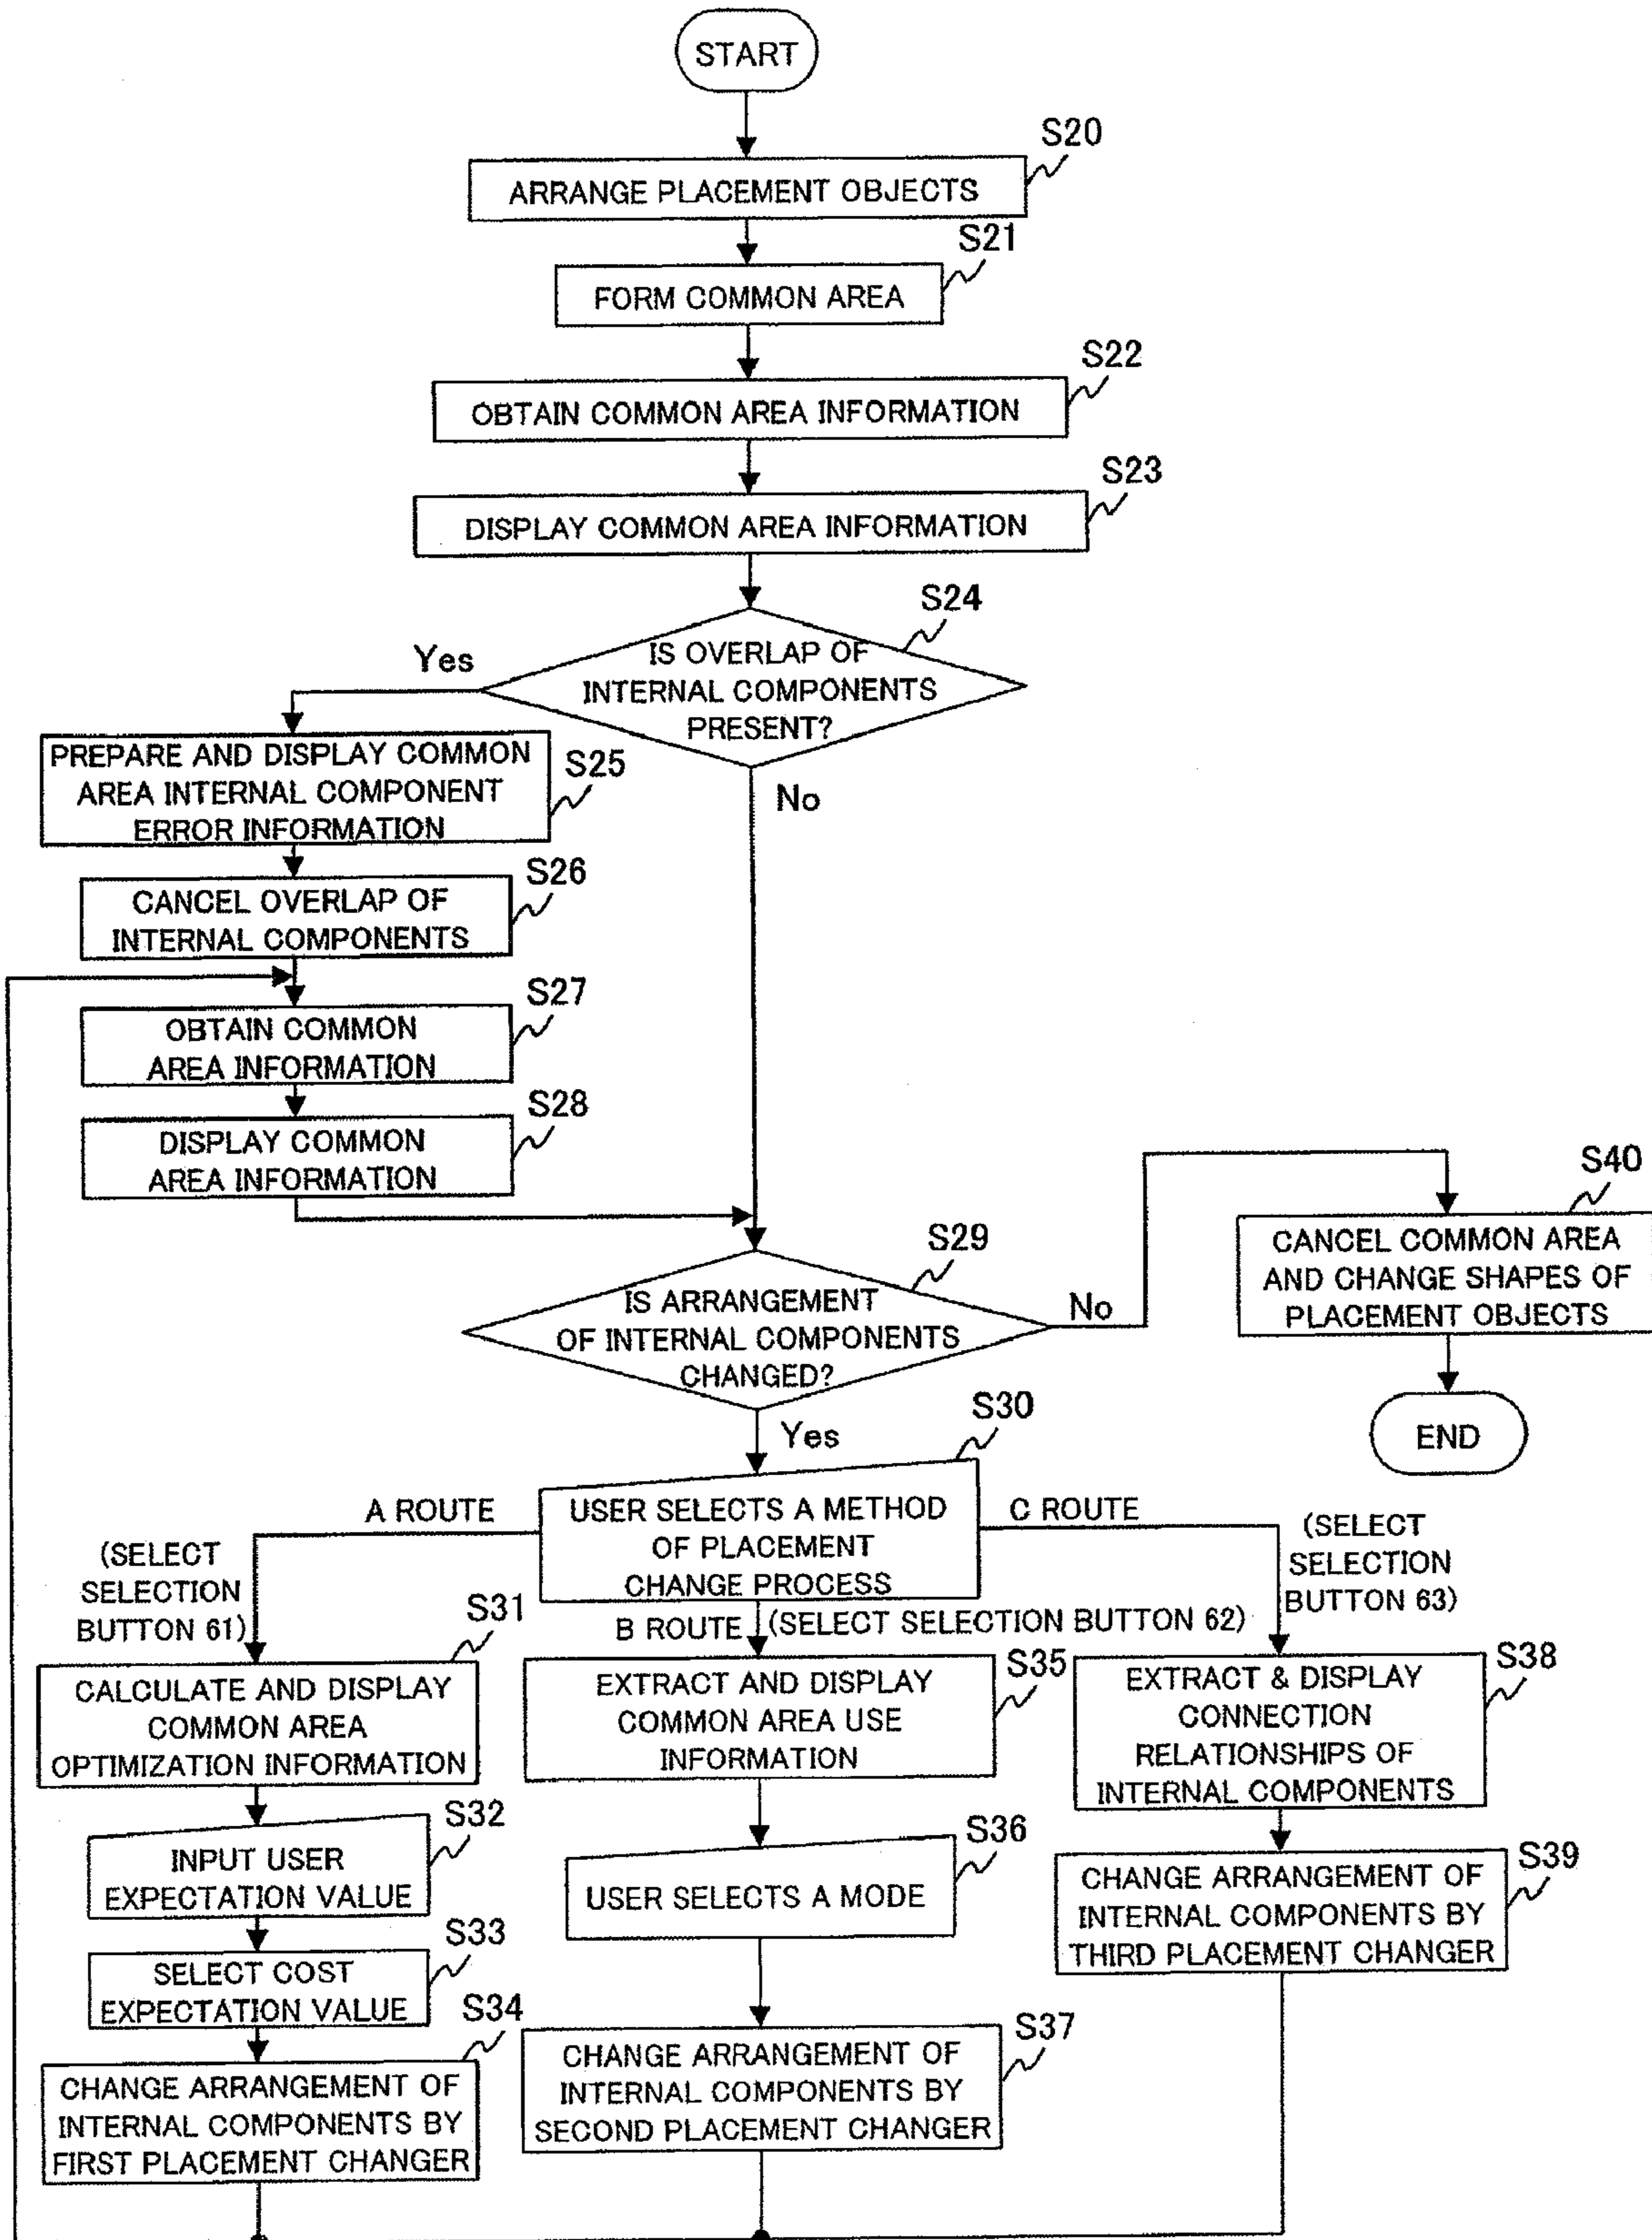 START
S20
ARRANGE PLACEMENT OBJECTS
S21
FORM COMMON AREA
S22
OBTAIN COMMON AREA INFORMATION
S23
DISPLAY COMMON AREA INFORMATION
S24
IS OVERLAP OF
INTERNAL COMPONENTS
PRESENT?
Yes
No
PREPARE AND DISPLAY COMMON
AREA INTERNAL COMPONENT
ERROR INFORMATION
S25
S26
CANCEL OVERLAP OF
INTERNAL COMPONENTS
S27
OBTAIN COMMON
AREA INFORMATION
S28
DISPLAY COMMON
AREA INFORMATION
S29
IS ARRANGEMENT
OF INTERNAL COMPONENTS
CHANGED?
No
S40
CANCEL COMMON AREA
AND CHANGE SHAPES OF
PLACEMENT OBJECTS
END
Yes
S30
USER SELECTS A METHOD
OF PLACEMENT
CHANGE PROCESS
A ROUTE
(SELECT
SELECTION
BUTTON 61)
B ROUTE
(SELECT SELECTION BUTTON 62)
C ROUTE
(SELECT
SELECTION
BUTTON 63)
S31
CALCULATE AND DISPLAY
COMMON AREA
OPTIMIZATION INFORMATION
S32
INPUT USER
EXPECTATION VALUE
S33
SELECT COST
EXPECTATION VALUE
S34
CHANGE ARRANGEMENT OF
INTERNAL COMPONENTS BY
FIRST PLACEMENT CHANGER
S35
EXTRACT AND DISPLAY
COMMON AREA USE
INFORMATION
S36
USER SELECTS A MODE
S37
CHANGE ARRANGEMENT OF
INTERNAL COMPONENTS BY
SECOND PLACEMENT CHANGER
S38
EXTRACT & DISPLAY
CONNECTION
RELATIONSHIPS OF
INTERNAL COMPONENTS
S39
CHANGE ARRANGEMENT OF
INTERNAL COMPONENTS BY
THIRD PLACEMENT CHANGER